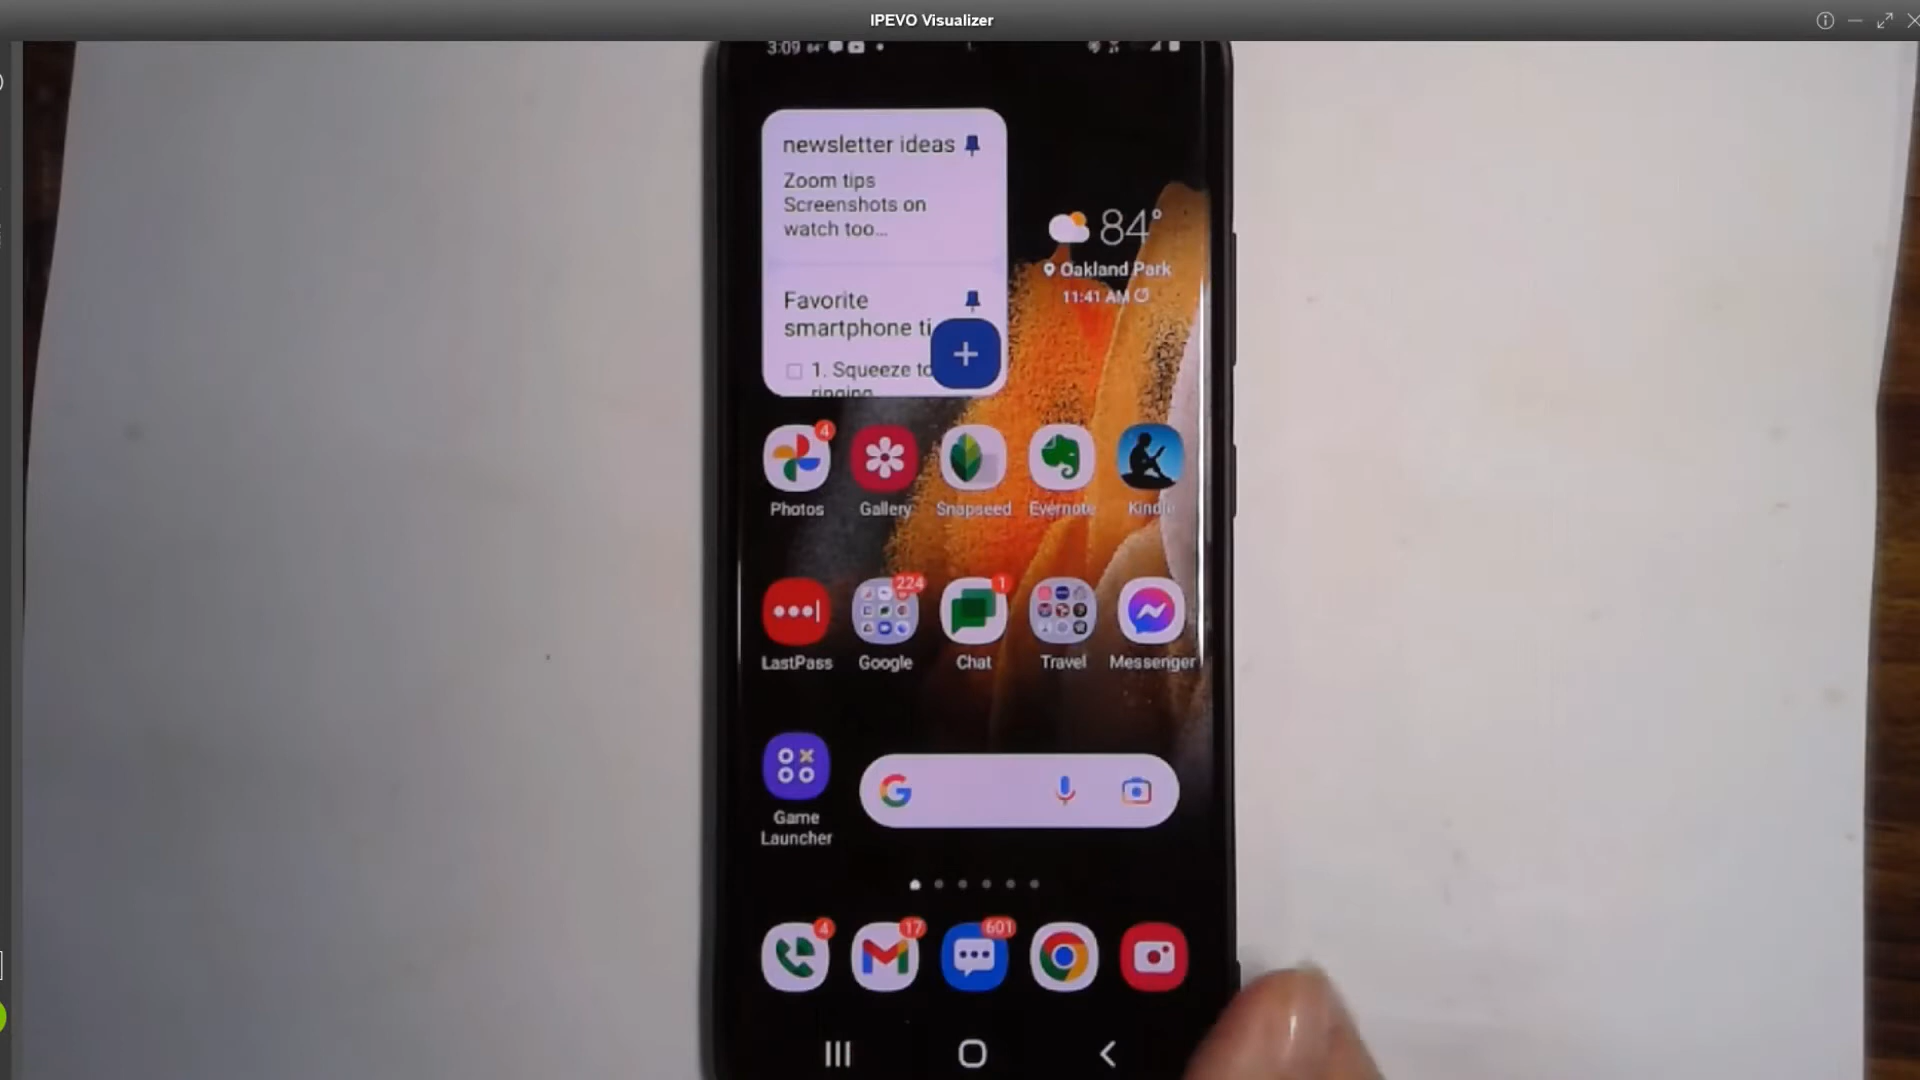 IPEVO Visualizer
3:09 84°
newsletter ideas
Zoom tips
Screenshots on
watch too...
Favorite
smartphone ti
1. Squeeze to
ringing
84°
Oakland Park
11:41 AM
4
Photos
Gallery
Snapseed
Evernote
Kindle
224
1
LastPass
Google
Chat
Travel
Messenger
Game
Launcher
4
17
601